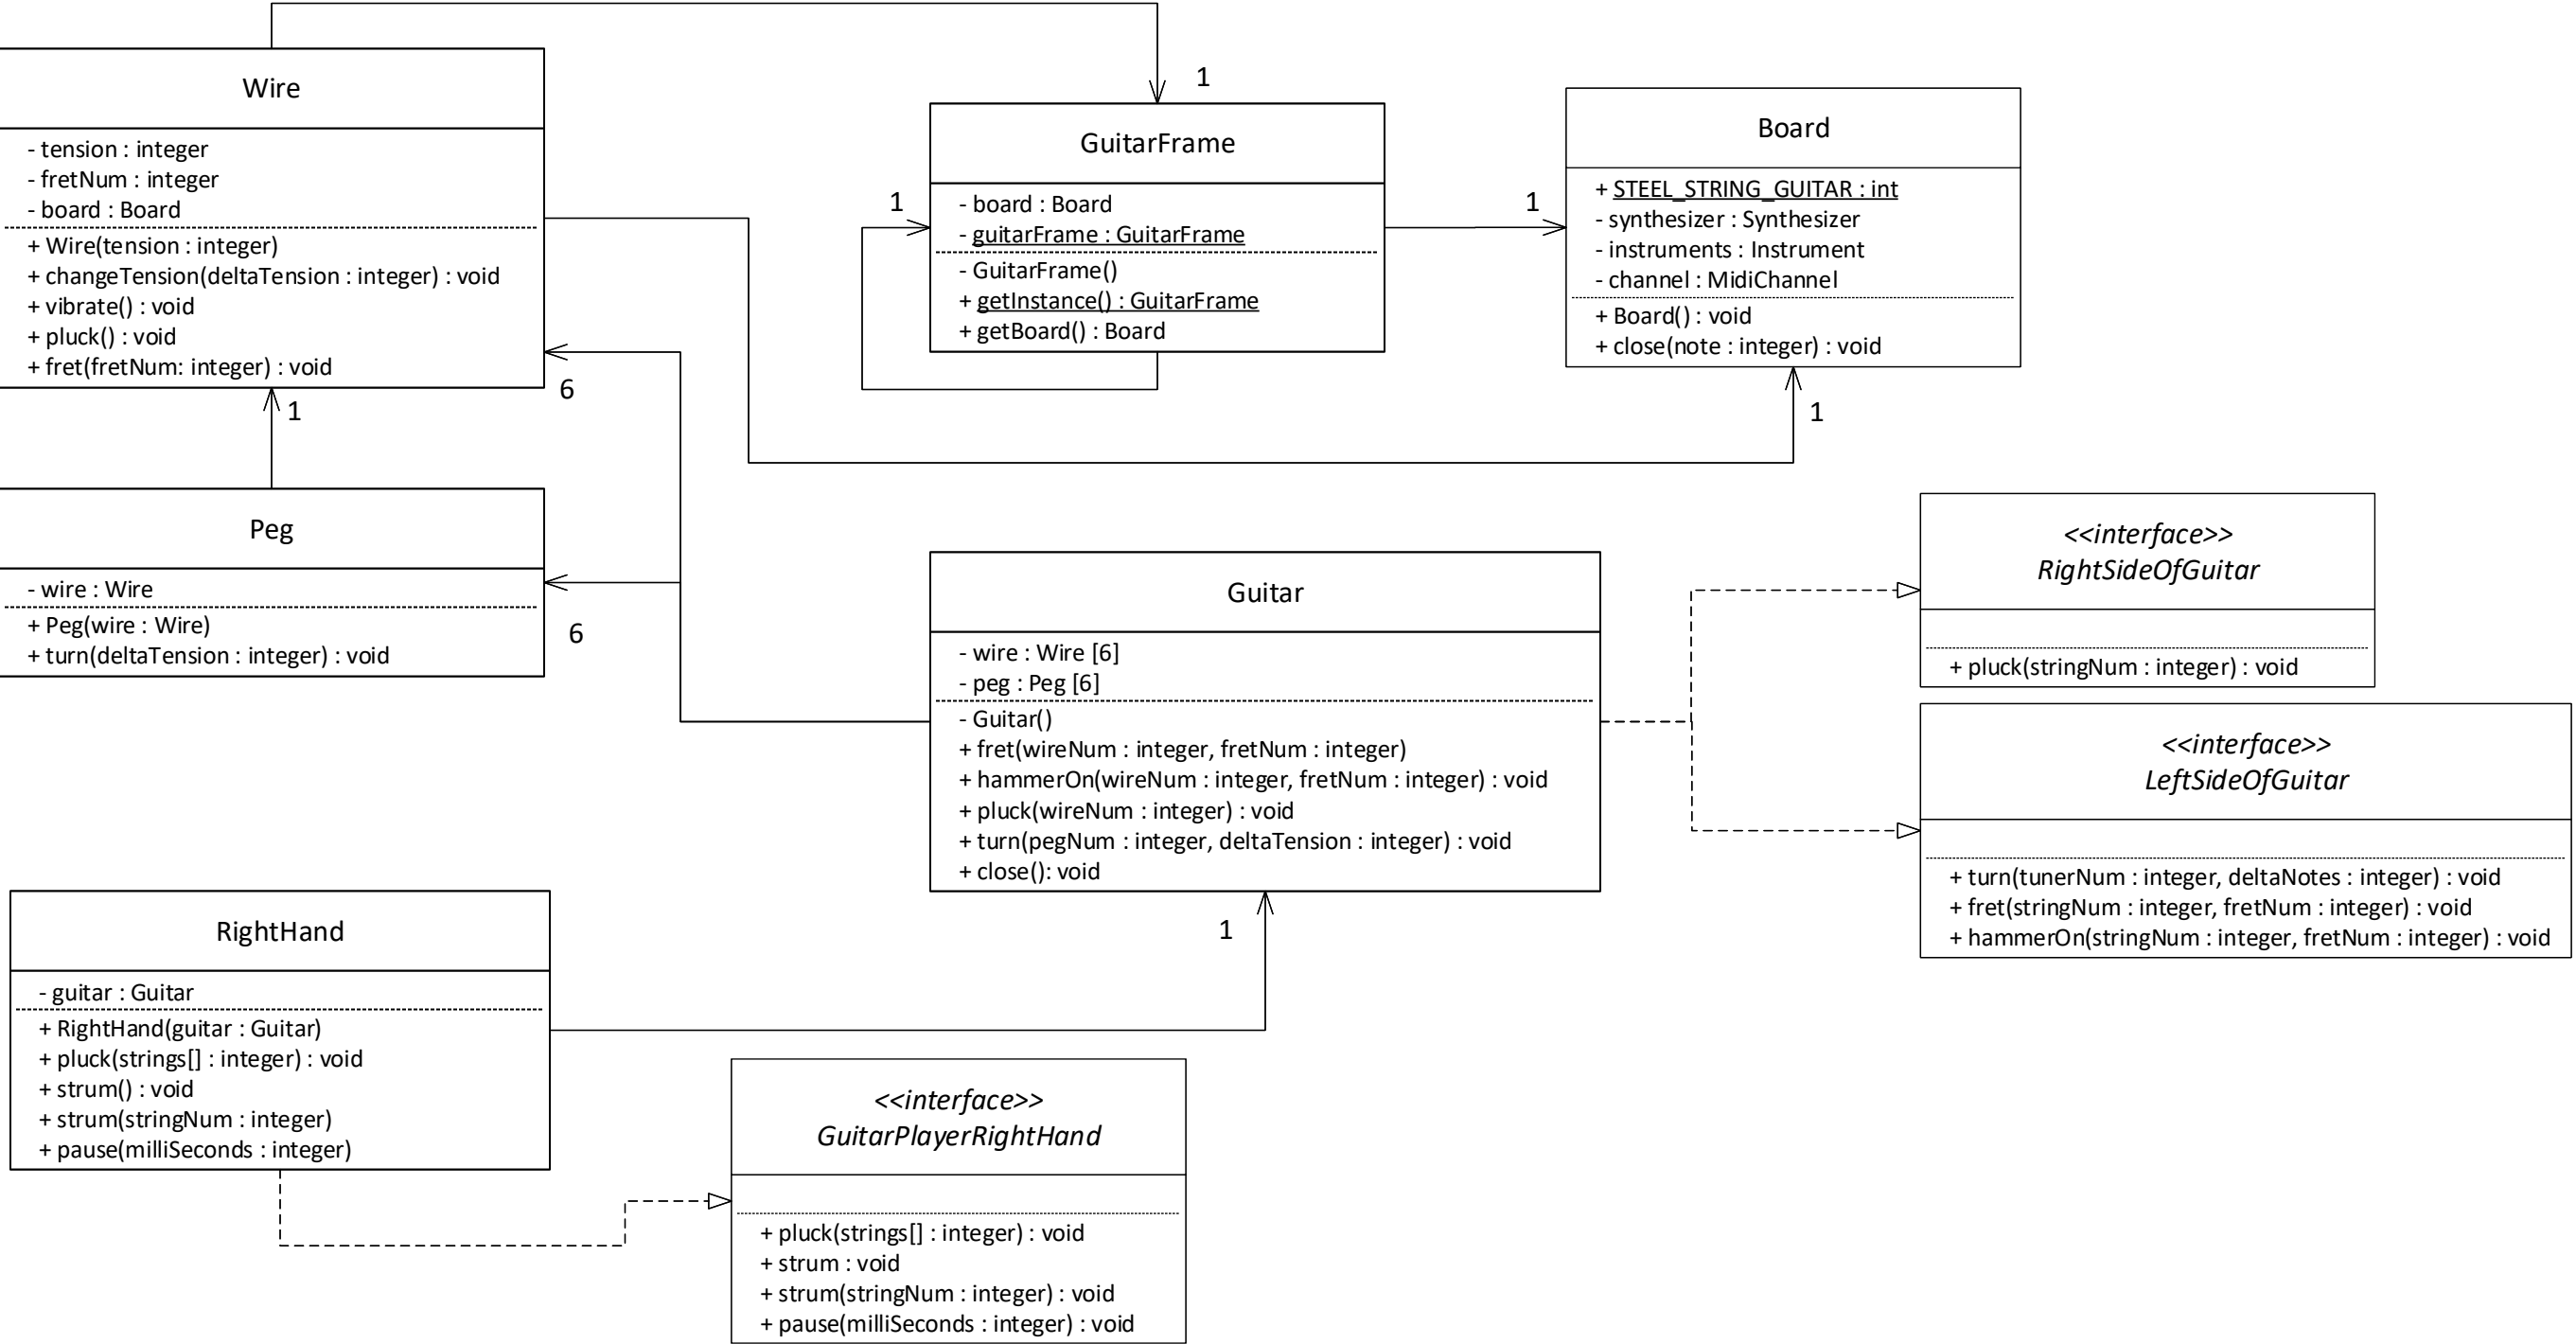 Wire
- tension : integer
- fretNum : integer
- board : Board
+ Wire(tension : integer)
+ changeTension(deltaTension : integer) : void
+ vibrate() : void
+ pluck() : void
+ fret(fretNum: integer) : void
1
GuitarFrame
- board : Board
- guitarFrame : GuitarFrame
- GuitarFrame()
+ getInstance() : GuitarFrame
+ getBoard() : Board
1
1
Board
+ STEEL_STRING_GUITAR : int
- synthesizer : Synthesizer
- instruments : Instrument
- channel : MidiChannel
+ Board() : void
+ close(note : integer) : void
1
6
1
Peg
- wire : Wire
+ Peg(wire : Wire)
+ turn(deltaTension : integer) : void
6
Guitar
- wire : Wire [6]
- peg : Peg [6]
- Guitar()
+ fret(wireNum : integer, fretNum : integer)
+ hammerOn(wireNum : integer, fretNum : integer) : void
+ pluck(wireNum : integer) : void
+ turn(pegNum : integer, deltaTension : integer) : void
+ close(): void
<<interface>>
RightSideOfGuitar
+ pluck(stringNum : integer) : void
<<interface>>
LeftSideOfGuitar
+ turn(tunerNum : integer, deltaNotes : integer) : void
+ fret(stringNum : integer, fretNum : integer) : void
+ hammerOn(stringNum : integer, fretNum : integer) : void
RightHand
- guitar : Guitar
+ RightHand(guitar : Guitar)
+ pluck(strings[] : integer) : void
+ strum() : void
+ strum(stringNum : integer)
+ pause(milliSeconds : integer)
1
<<interface>>
GuitarPlayerRightHand
+ pluck(strings[] : integer) : void
+ strum : void
+ strum(stringNum : integer) : void
+ pause(milliSeconds : integer) : void